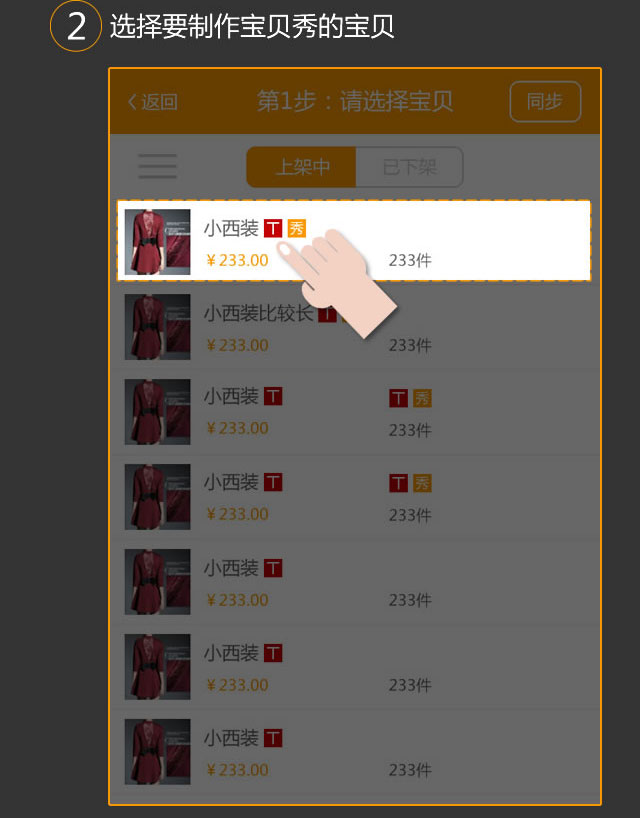 2 选择要制作宝贝秀的宝贝
返回 第1步：请选择宝贝 同步
上架中 已下架
小西装 T 秀
￥233.00 233件
小西装比较长 T
￥233.00 233件
小西装 T T 秀
￥233.00 233件
小西装 T T 秀
￥233.00 233件
小西装 T
￥233.00 233件
小西装 T
￥233.00 233件
小西装 T
￥233.00 233件